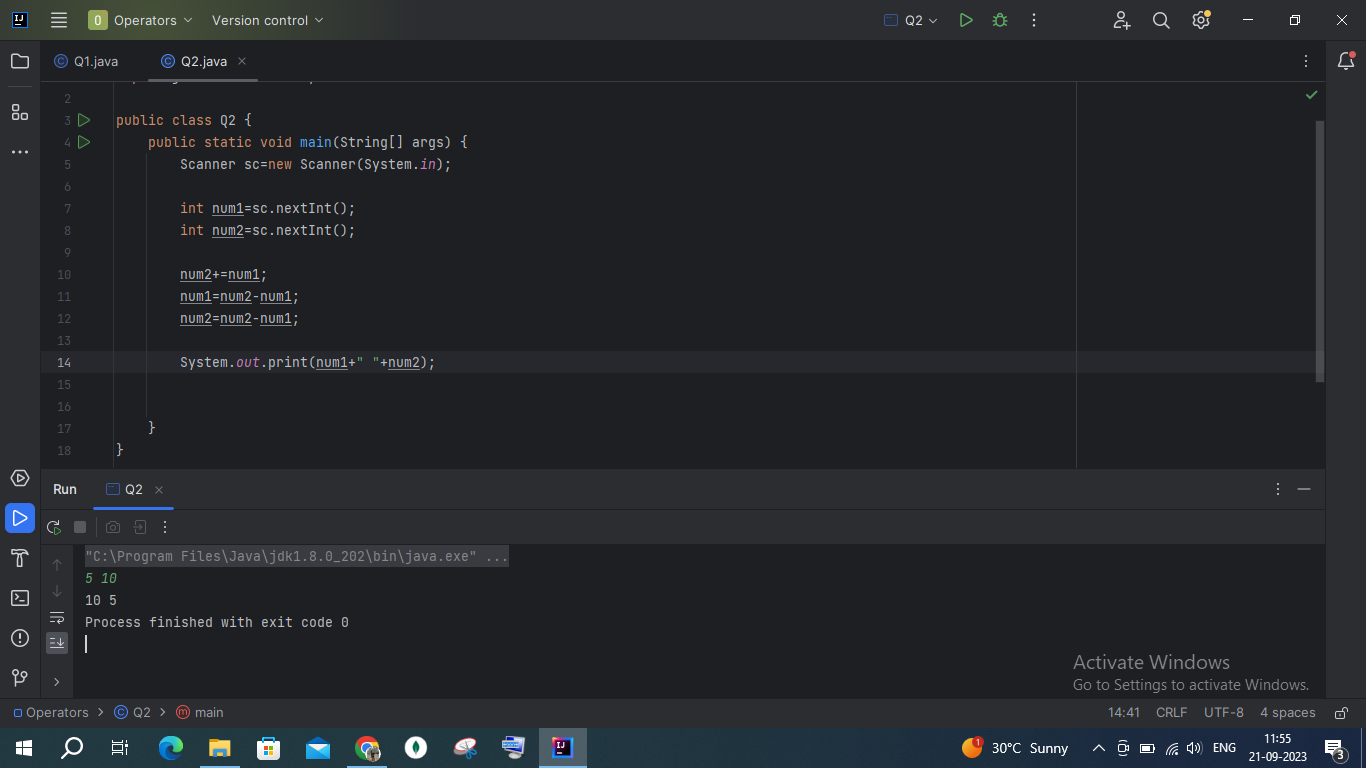 O Operators Version control Q2
Q1.java Q2.java
2
3 public class Q2 {
4 public static void main(String[] args) {
5 Scanner sc=new Scanner(System.in);
6
7 int num1=sc.nextInt();
8 int num2=sc.nextInt();
9
10 num2+=num1;
11 num1=num2-num1;
12 num2=num2-num1;
13
14 System.out.print(num1+" "+num2);
15
16
17 }
18 }
Run Q2
"C:\Program Files\Java\jdk1.8.0_202\bin\java.exe" ...
5 10
10 5
Process finished with exit code 0
Activate Windows
Go to Settings to activate Windows.
Operators > Q2 > main 14:41 CRLF UTF-8 4 spaces
1 30°C Sunny ENG 11:55
21-09-2023 3